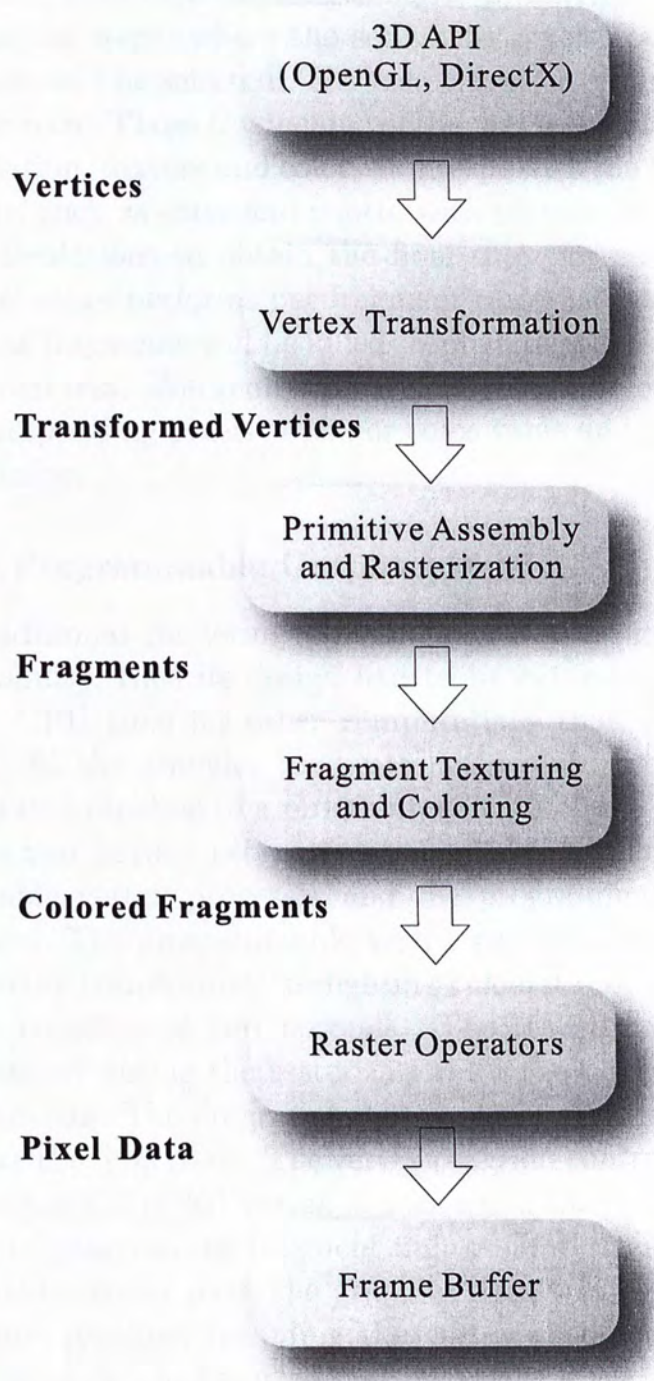 3D API
(OpenGL, DirectX)
Vertices
Vertex Transformation
Transformed Vertices
Primitive Assembly
and Rasterization
Fragments
Fragment Texturing
and Coloring
Colored Fragments
Raster Operators
Pixel Data
Frame Buffer